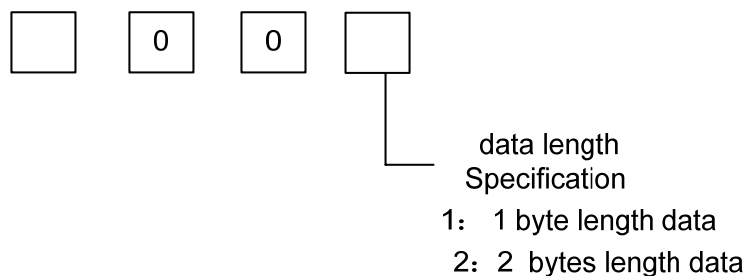 0 0
data length
Specification
1： 1 byte length data
2：2 bytes length data